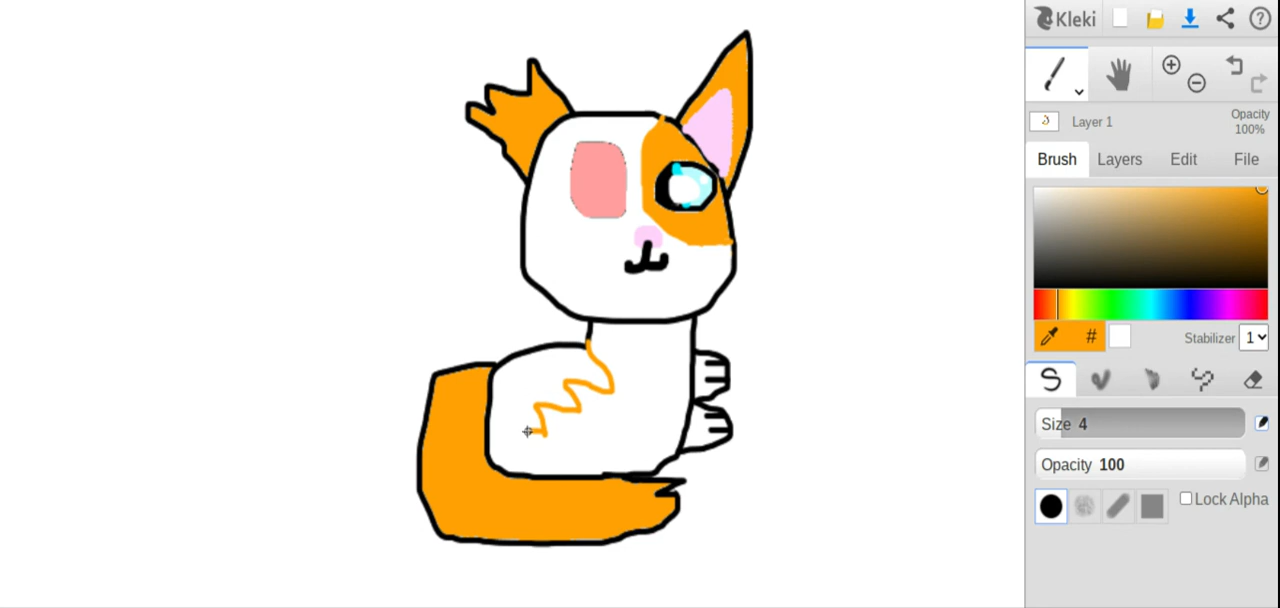 Kleki
Layer 1
Opacity
100%
Brush Layers Edit File
# Stabilizer 1
Size 4
Opacity 100
Lock Alpha